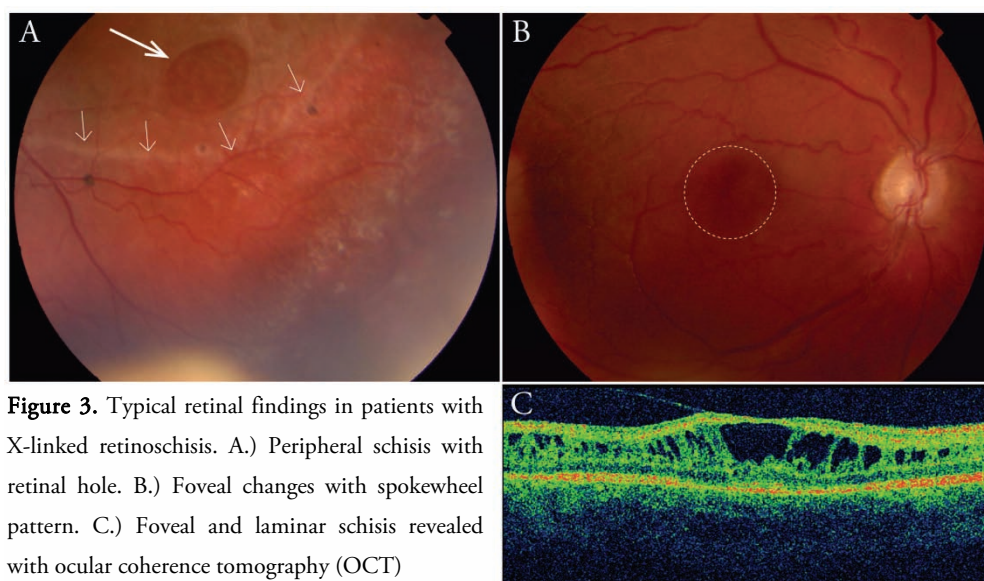 A
B
Figure 3. Typical retinal findings in patients with
X-linked retinoschisis. A.) Peripheral schisis with
retinal hole. B.) Foveal changes with spokewheel
pattern. C.) Foveal and laminar schisis revealed
with ocular coherence tomography (OCT)
C